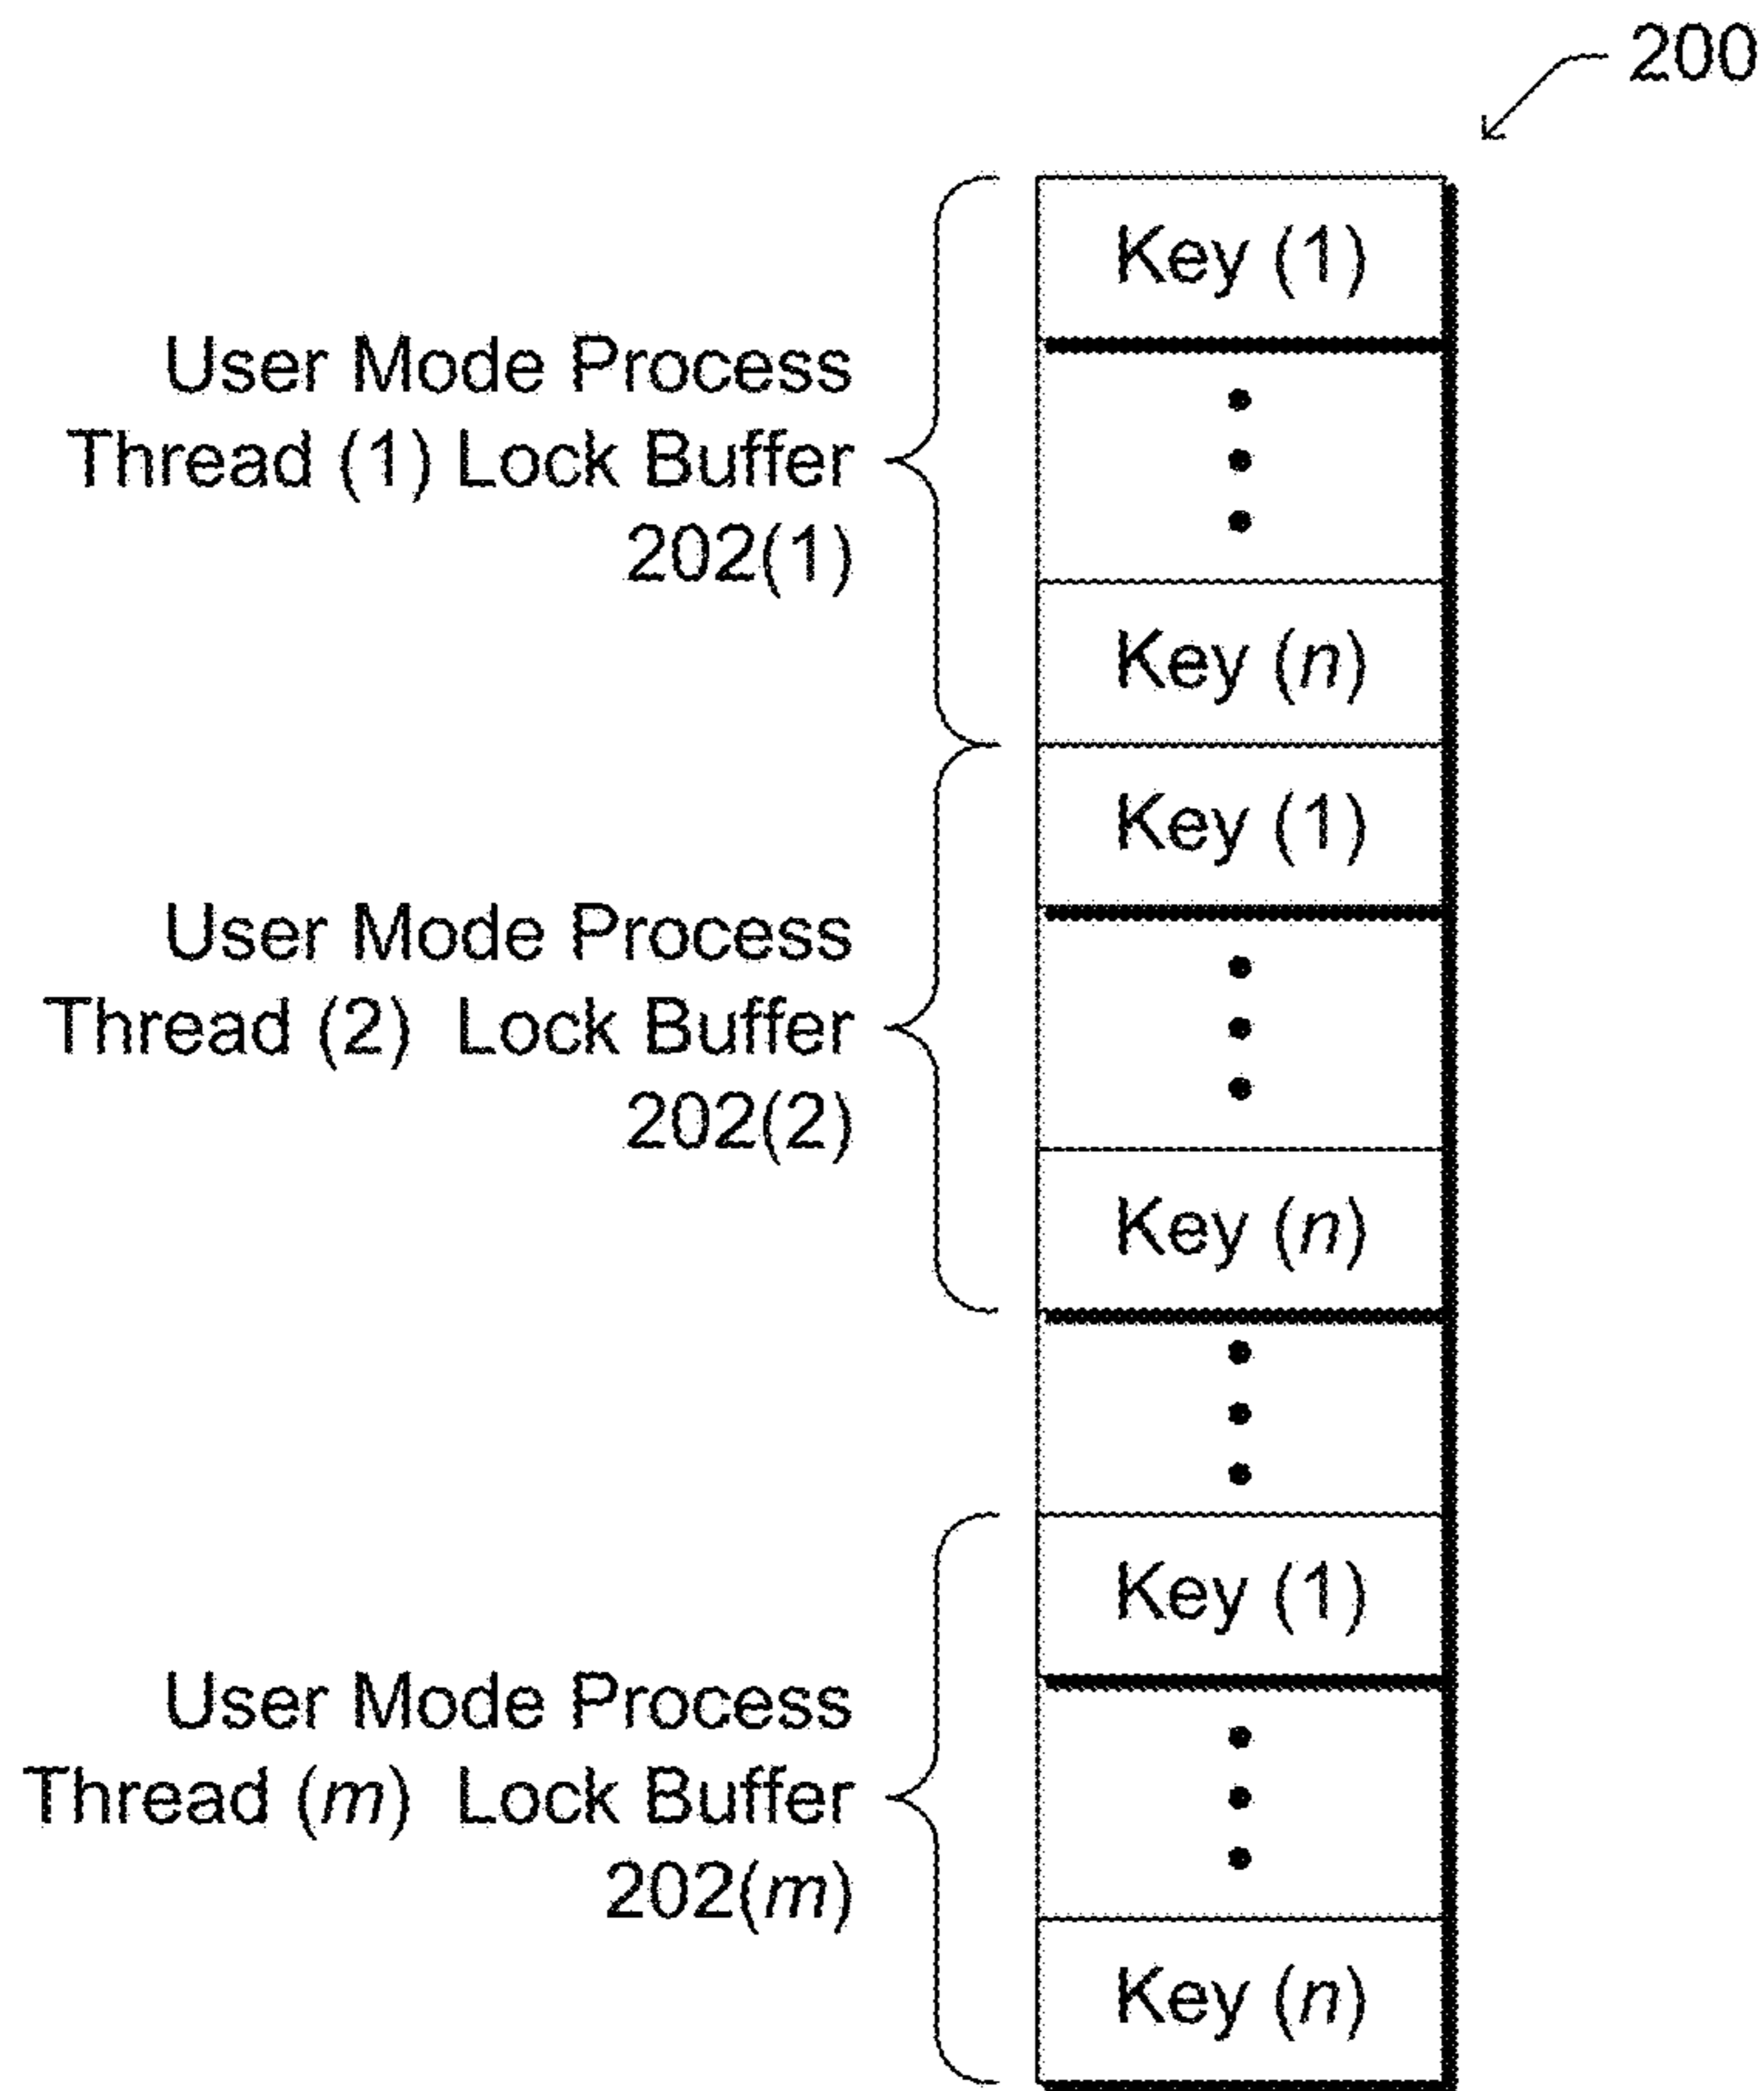 200
Key (1)
User Mode Process
Thread (1) Lock Buffer
202(1)
Key (n)
Key (1)
User Mode Process
Thread (2) Lock Buffer
202(2)
Key (n)
Key (1)
User Mode Process
Thread (m) Lock Buffer
202(m)
Key (n)